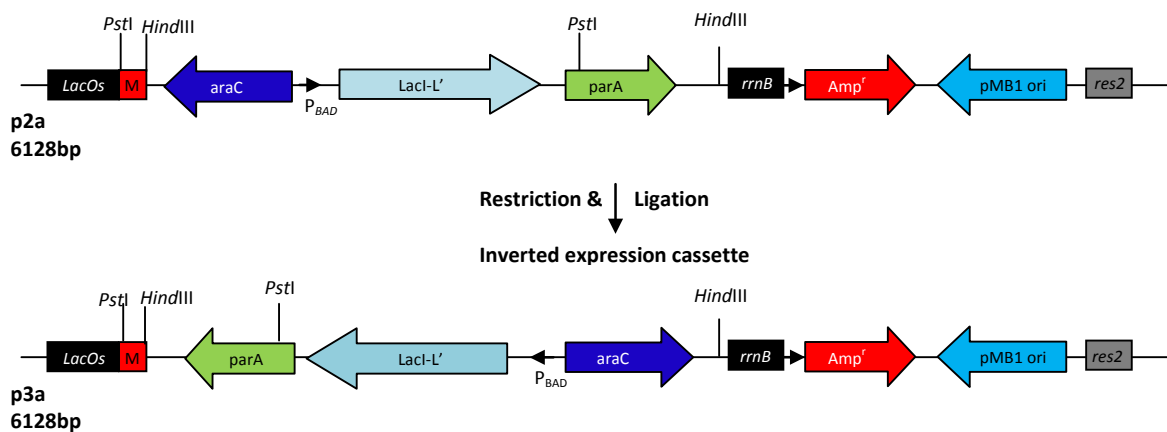 PstI HindIII PstI HindIII
LacOs M araC PBAD LacI-L' parA rrnB Ampr pMB1 ori res2
p2a
6128bp
Restriction & Ligation
Inverted expression cassette
PstI HindIII PstI HindIII
LacOs M parA LacI-L' PBAD araC rrnB Ampr pMB1 ori res2
p3a
6128bp